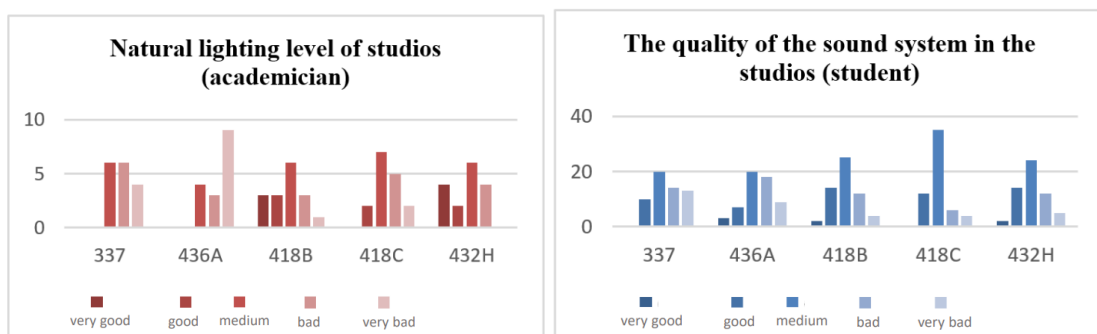 Natural lighting level of studios
(academician)
10
5
0
337 436A 418B 418C 432H
very good good medium bad very bad
The quality of the sound system in the
studios (student)
40
20
0
337 436A 418B 418C 432H
very good good medium bad very bad